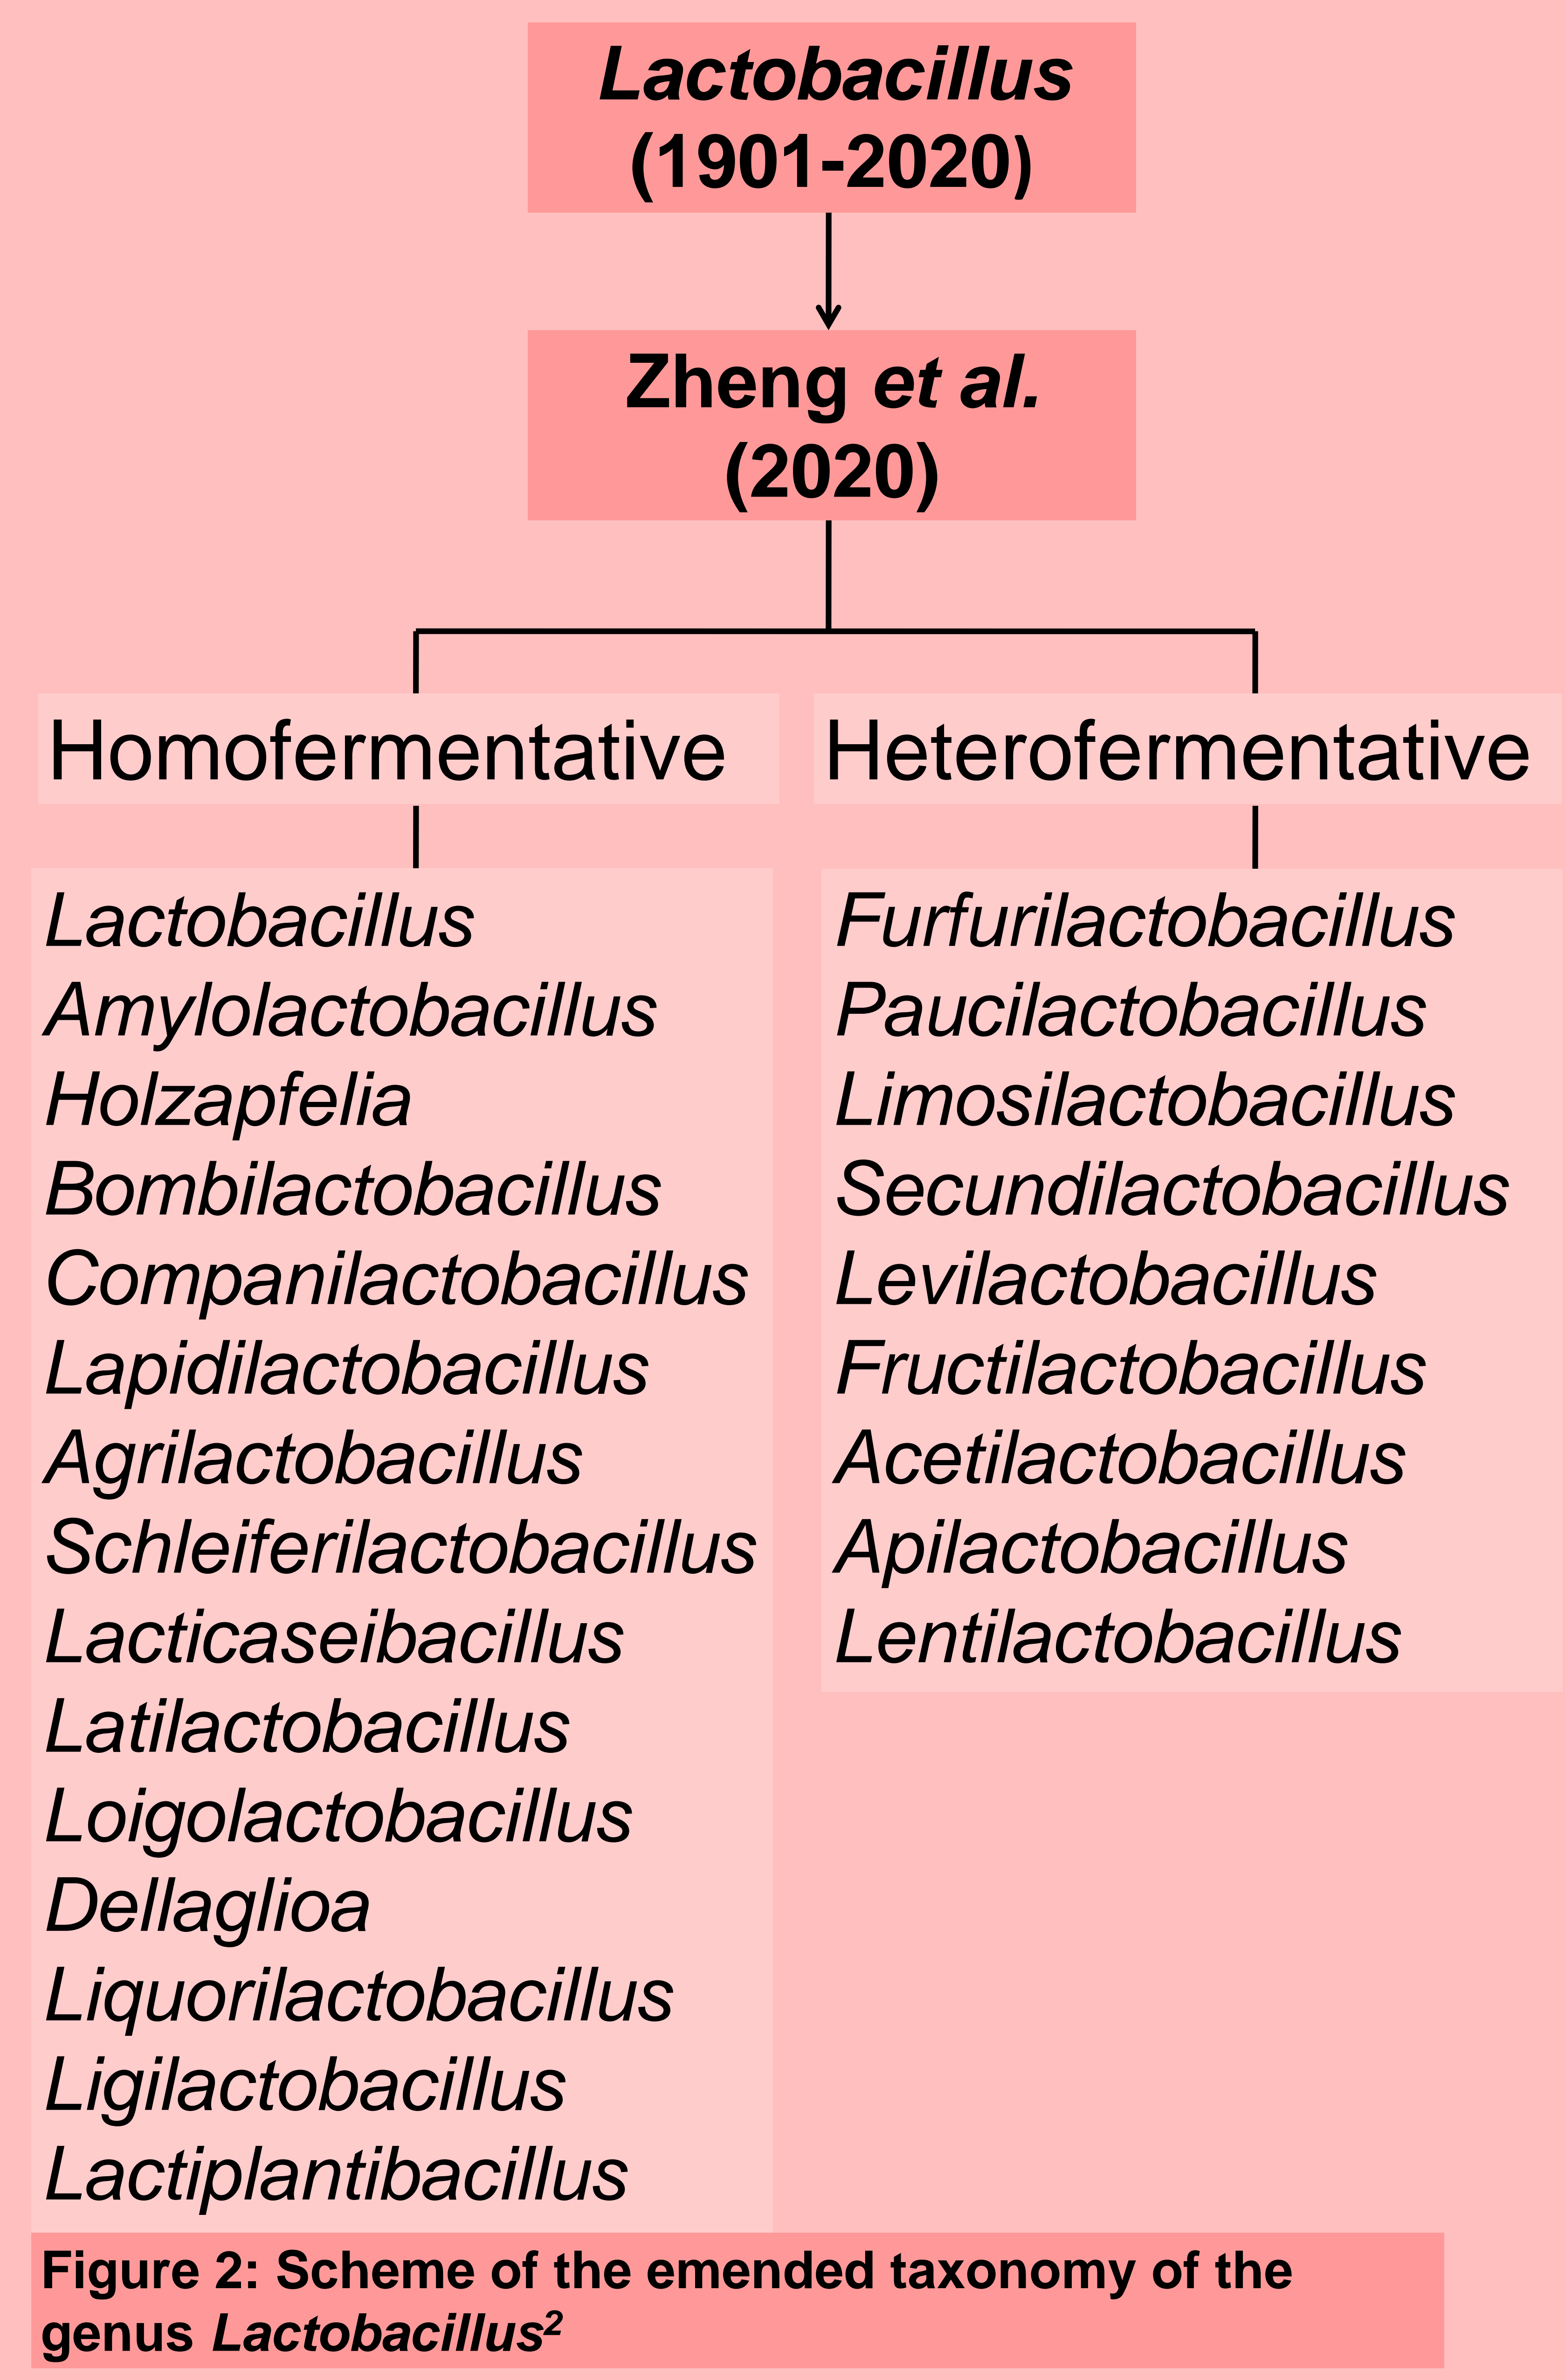 Lactobacillus
(1901-2020)
Zheng et al.
(2020)
Homofermentative
Heterofermentative
Lactobacillus
Amylolactobacillus
Holzapfelia
Bombilactobacillus
Companilactobacillus
Lapidilactobacillus
Agrilactobacillus
Schleiferilactobacillus
Lacticaseibacillus
Latilactobacillus
Loigolactobacillus
Dellaglioa
Liquorilactobacillus
Ligilactobacillus
Lactiplantibacillus
Furfurilactobacillus
Paucilactobacillus
Limosilactobacillus
Secundilactobacillus
Levilactobacillus
Fructilactobacillus
Acetilactobacillus
Apilactobacillus
Lentilactobacillus
Figure 2: Scheme of the emended taxonomy of the
genus Lactobacillus²